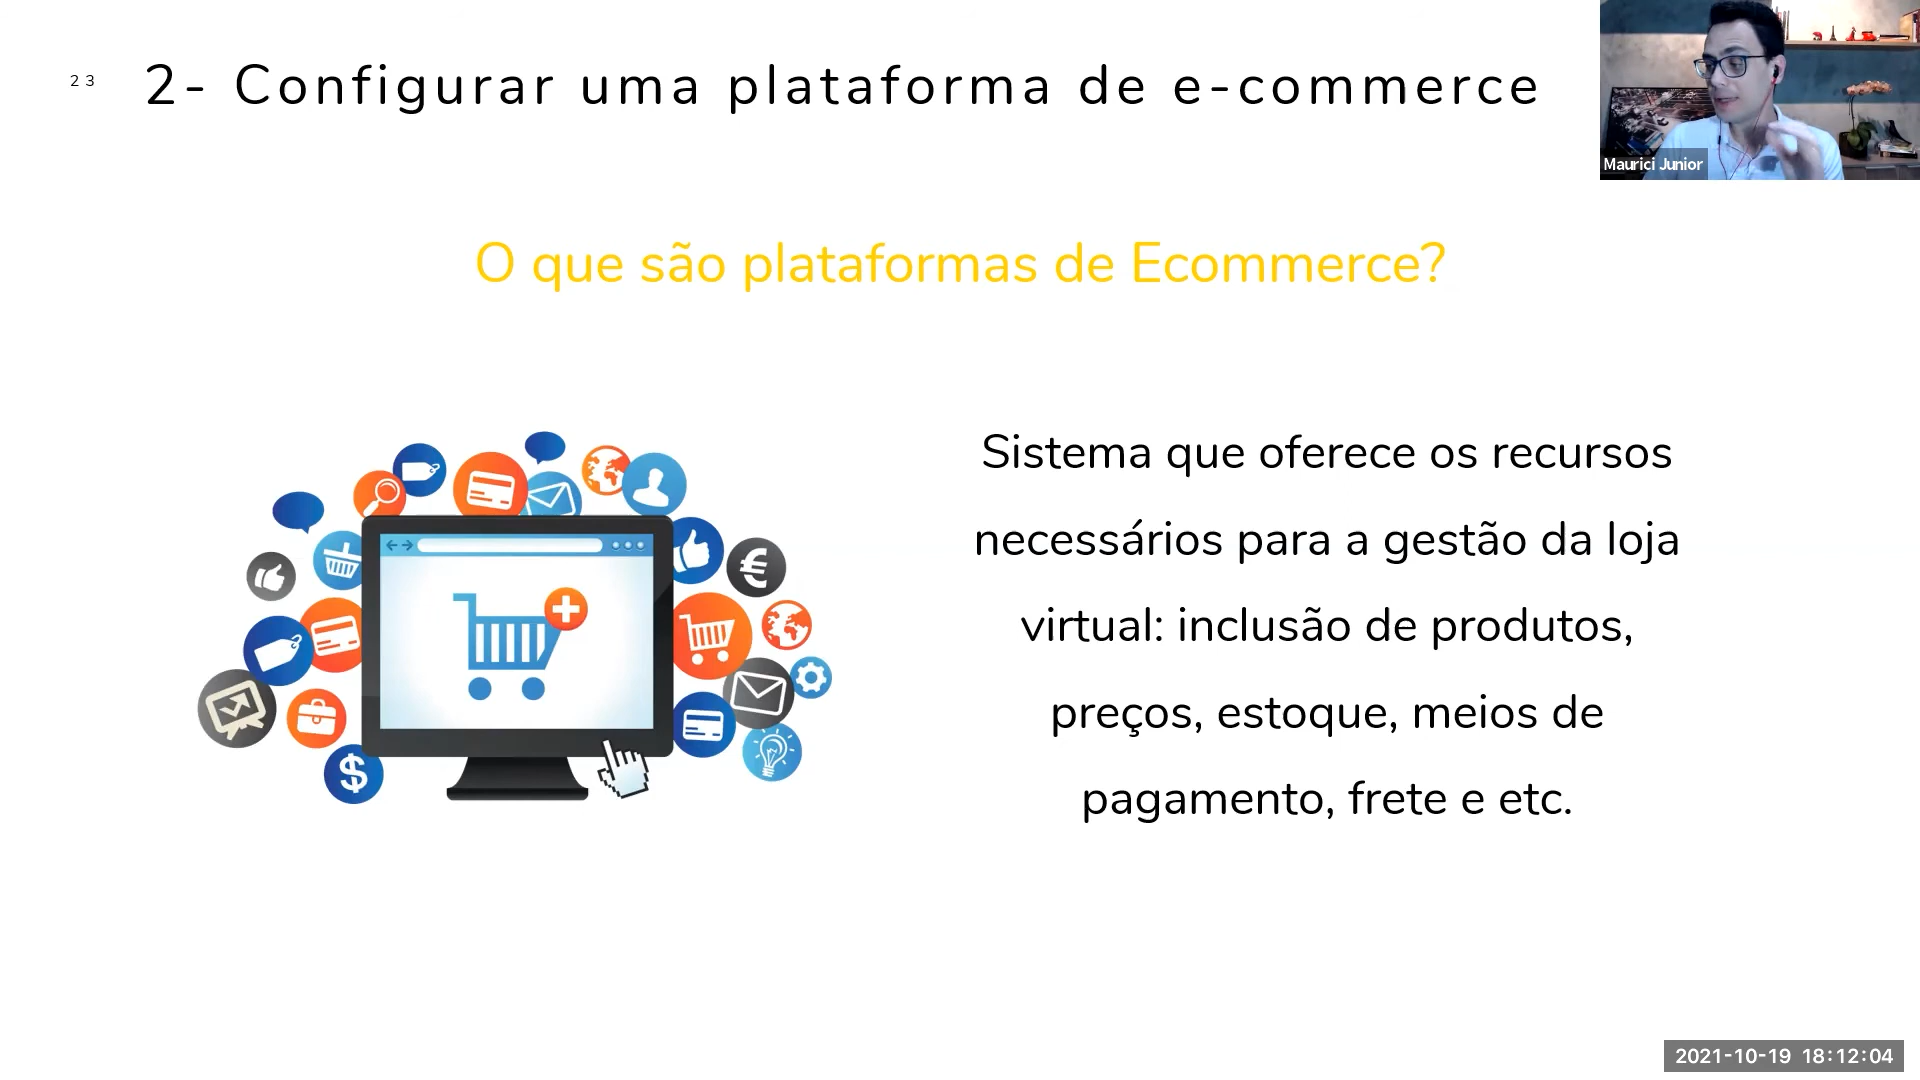 23
2- Configurar uma plataforma de e-commerce
Maurici Junior
O que são plataformas de Ecommerce?
Sistema que oferece os recursos
necessários para a gestão da loja
virtual: inclusão de produtos,
preços, estoque, meios de
pagamento, frete e etc.
2021-10-19 18:12:04